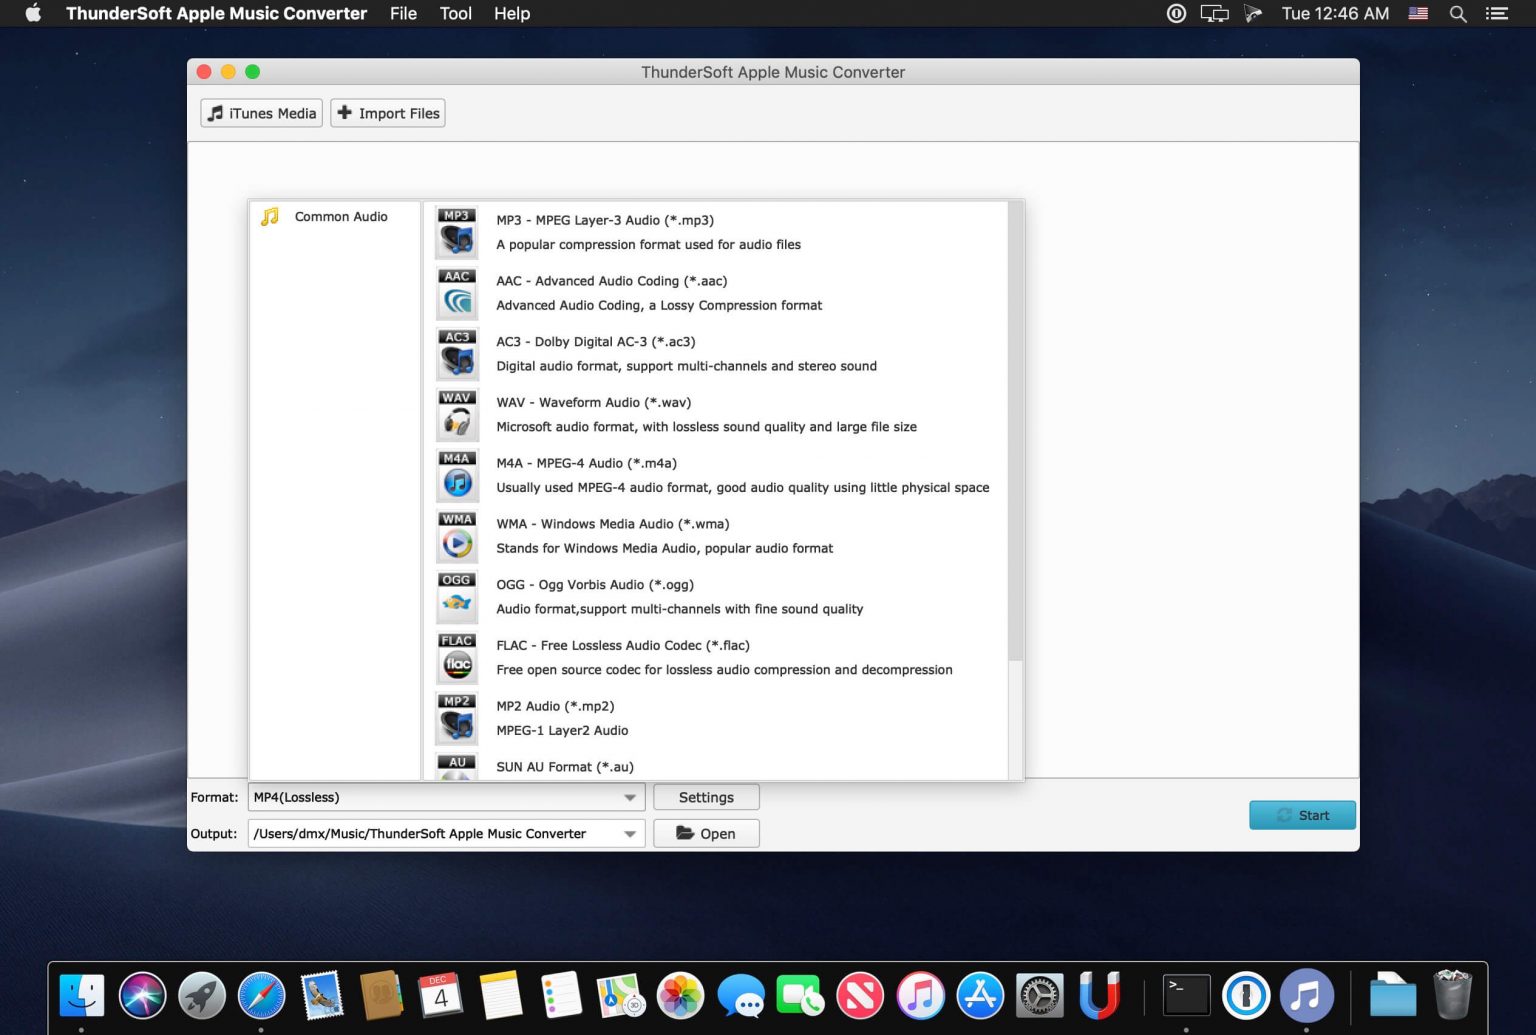 ThunderSoft Apple Music Converter File Tool Help Tue 12:46 AM
ThunderSoft Apple Music Converter
iTunes Media Import Files
Common Audio
MP3
MP3 - MPEG Layer-3 Audio (*.mp3)
A popular compression format used for audio files
AAC
AAC - Advanced Audio Coding (*.aac)
Advanced Audio Coding, a Lossy Compression format
AC3
AC3 - Dolby Digital AC-3 (*.ac3)
Digital audio format, support multi-channels and stereo sound
WAV
WAV - Waveform Audio (*.wav)
Microsoft audio format, with lossless sound quality and large file size
M4A
M4A - MPEG-4 Audio (*.m4a)
Usually used MPEG-4 audio format, good audio quality using little physical space
WMA
WMA - Windows Media Audio (*.wma)
Stands for Windows Media Audio, popular audio format
OGG
OGG - Ogg Vorbis Audio (*.ogg)
Audio format,support multi-channels with fine sound quality
FLAC
flac
FLAC - Free Lossless Audio Codec (*.flac)
Free open source codec for lossless audio compression and decompression
MP2
MP2 Audio (*.mp2)
MPEG-1 Layer2 Audio
AU
SUN AU Format (*.au)
Format: MP4(Lossless) Settings
Output: /Users/dmx/Music/ThunderSoft Apple Music Converter Open
Start
DEC
4
3D
>_